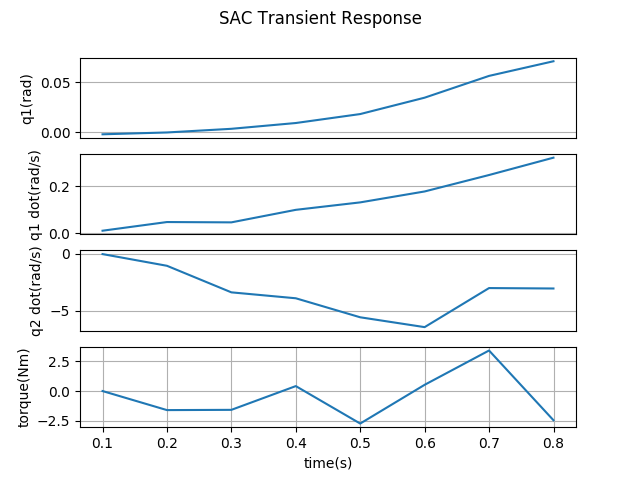 SAC Transient Response
q1(rad)
0.05
0.00
q1 dot(rad/s)
0.2
0.0
q2 dot(rad/s)
0
−5
torque(Nm)
2.5
0.0
−2.5
0.1 0.2 0.3 0.4 0.5 0.6 0.7 0.8
time(s)